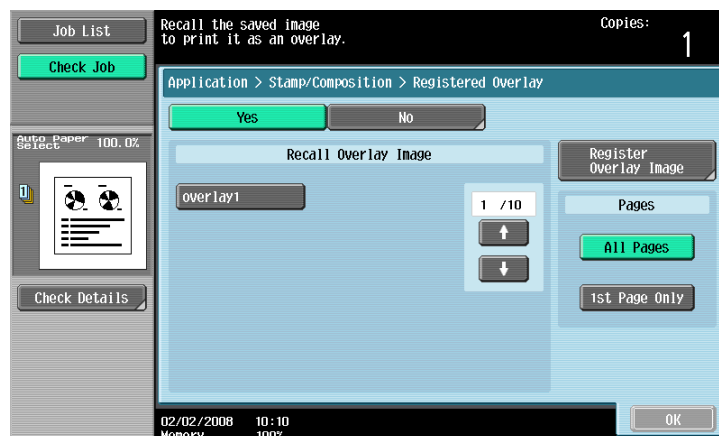 Job List
Check Job
Auto Paper
Select
100.0%
Check Details
Recall the saved image
to print it as an overlay.
Copies:
1
Application > Stamp/Composition > Registered Overlay
Yes
No
Recall Overlay Image
overlay1
1 /10
Register
Overlay Image
Pages
All Pages
1st Page Only
OK
02/02/2008 10:10
Memory 100%